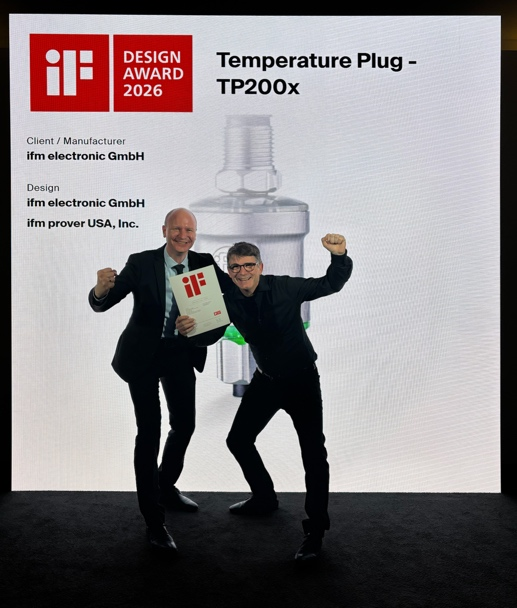 iF
DESIGN
AWARD
2026
Temperature Plug -
TP200x
Client / Manufacturer
ifm electronic GmbH
Design
ifm electronic GmbH
ifm prover USA, Inc.
iF